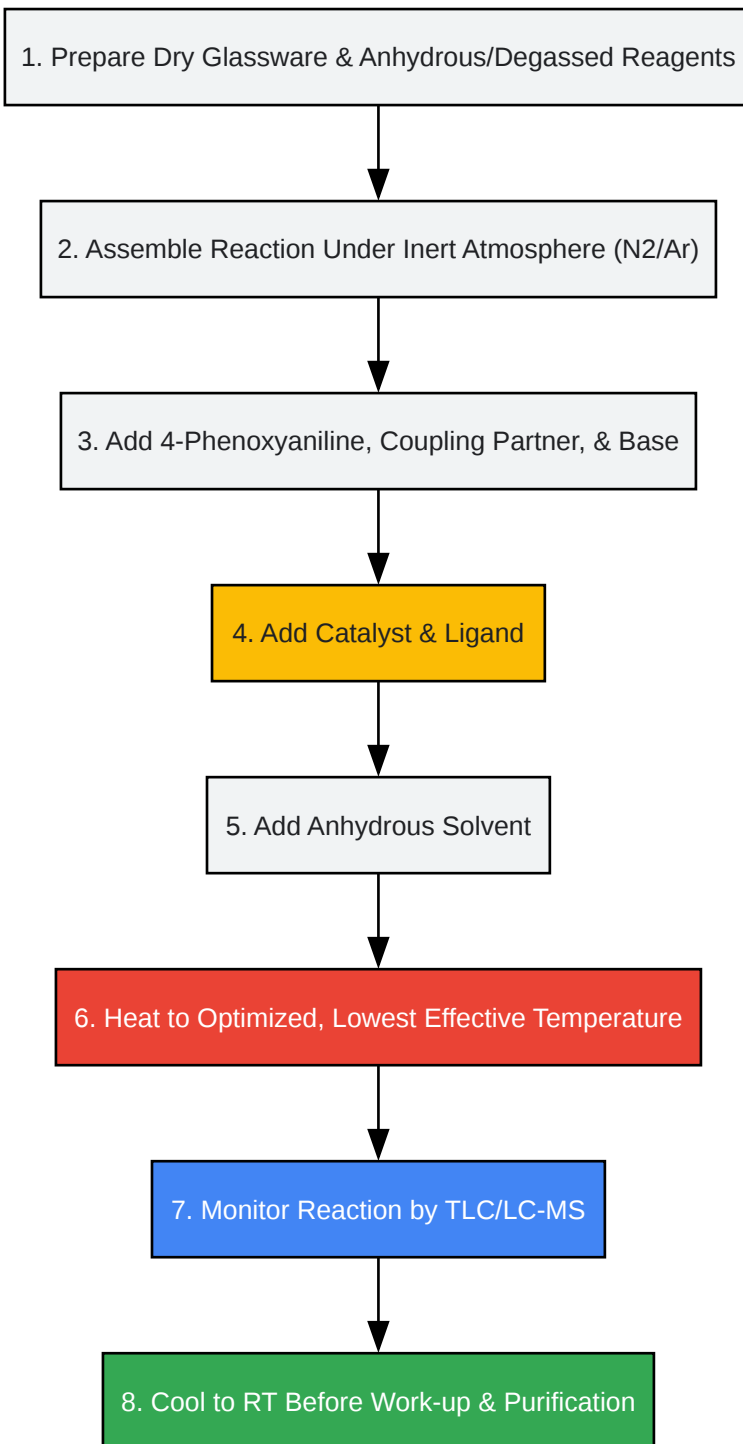 1. Prepare Dry Glassware & Anhydrous/Degassed Reagents
2. Assemble Reaction Under Inert Atmosphere (N2/Ar)
3. Add 4-Phenoxyaniline, Coupling Partner, & Base
4. Add Catalyst & Ligand
5. Add Anhydrous Solvent
6. Heat to Optimized, Lowest Effective Temperature
7. Monitor Reaction by TLC/LC-MS
8. Cool to RT Before Work-up & Purification